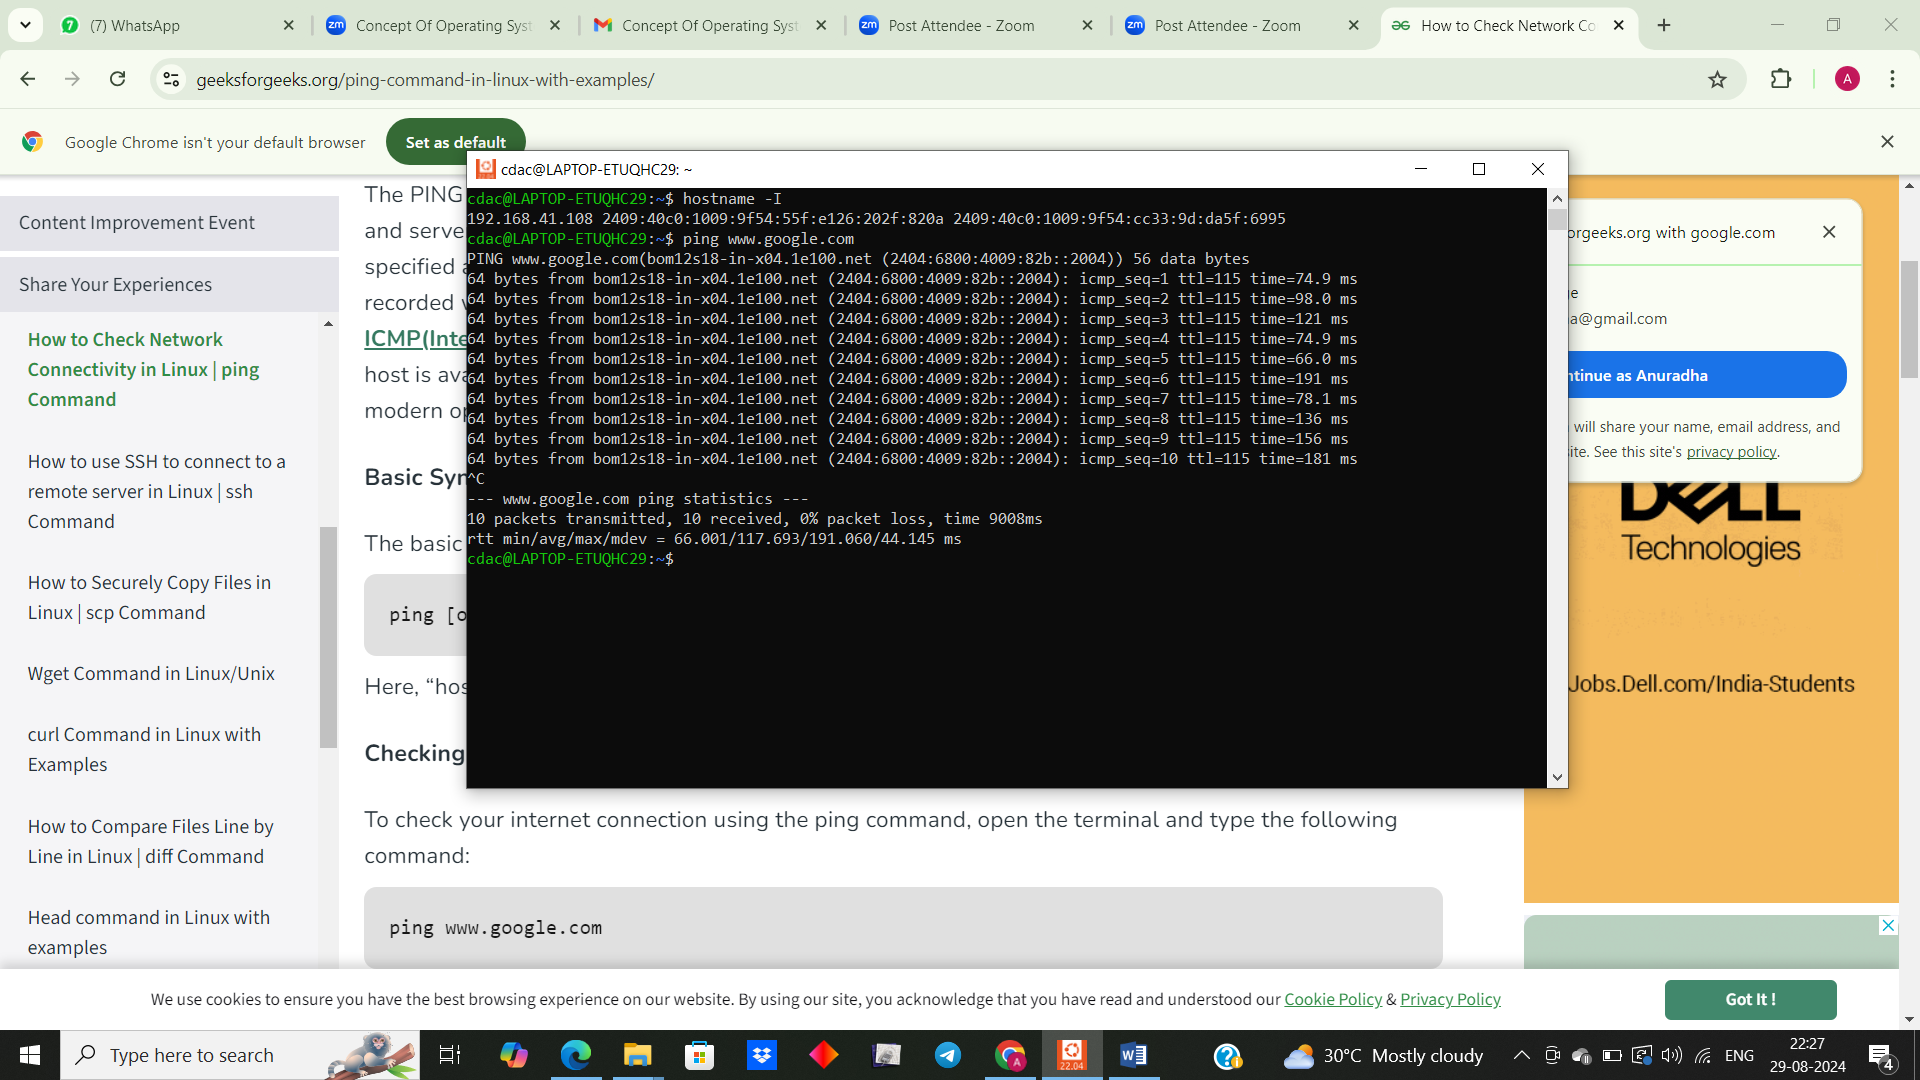 (7) WhatsApp
Concept Of Operating Syst
Concept Of Operating Syst
Post Attendee - Zoom
Post Attendee - Zoom
How to Check Network Co
geeksforgeeks.org/ping-command-in-linux-with-examples/
A
Google Chrome isn't your default browser
Set as default
cdac@LAPTOP-ETUQHC29: ~
cdac@LAPTOP-ETUQHC29:~$ hostname -I
192.168.41.108 2409:40c0:1009:9f54:55f:e126:202f:820a 2409:40c0:1009:9f54:cc33:9d:da5f:6995
cdac@LAPTOP-ETUQHC29:~$ ping www.google.com
PING www.google.com(bom12s18-in-x04.1e100.net (2404:6800:4009:82b::2004)) 56 data bytes
64 bytes from bom12s18-in-x04.1e100.net (2404:6800:4009:82b::2004): icmp_seq=1 ttl=115 time=74.9 ms
64 bytes from bom12s18-in-x04.1e100.net (2404:6800:4009:82b::2004): icmp_seq=2 ttl=115 time=98.0 ms
64 bytes from bom12s18-in-x04.1e100.net (2404:6800:4009:82b::2004): icmp_seq=3 ttl=115 time=121 ms
64 bytes from bom12s18-in-x04.1e100.net (2404:6800:4009:82b::2004): icmp_seq=4 ttl=115 time=74.9 ms
64 bytes from bom12s18-in-x04.1e100.net (2404:6800:4009:82b::2004): icmp_seq=5 ttl=115 time=66.0 ms
64 bytes from bom12s18-in-x04.1e100.net (2404:6800:4009:82b::2004): icmp_seq=6 ttl=115 time=191 ms
64 bytes from bom12s18-in-x04.1e100.net (2404:6800:4009:82b::2004): icmp_seq=7 ttl=115 time=78.1 ms
64 bytes from bom12s18-in-x04.1e100.net (2404:6800:4009:82b::2004): icmp_seq=8 ttl=115 time=136 ms
64 bytes from bom12s18-in-x04.1e100.net (2404:6800:4009:82b::2004): icmp_seq=9 ttl=115 time=156 ms
64 bytes from bom12s18-in-x04.1e100.net (2404:6800:4009:82b::2004): icmp_seq=10 ttl=115 time=181 ms
^C
--- www.google.com ping statistics ---
10 packets transmitted, 10 received, 0% packet loss, time 9008ms
rtt min/avg/max/mdev = 66.001/117.693/191.060/44.145 ms
cdac@LAPTOP-ETUQHC29:~$
Content Improvement Event
Share Your Experiences
How to Check Network
Connectivity in Linux | ping
Command
How to use SSH to connect to a
remote server in Linux | ssh
Command
How to Securely Copy Files in
Linux | scp Command
Wget Command in Linux/Unix
curl Command in Linux with
Examples
How to Compare Files Line by
Line in Linux | diff Command
Head command in Linux with
examples
The PING
and serve
specified a
recorded w
ICMP(Inte
host is ava
modern op
Basic Syn
The basic
ping [o
Here, “hos
Checking
To check your internet connection using the ping command, open the terminal and type the following
command:
ping www.google.com
orgeeks.org with google.com
ge
a@gmail.com
ntinue as Anuradha
will share your name, email address, and
ite. See this site's privacy policy.
DELL
Technologies
Jobs.Dell.com/India-Students
We use cookies to ensure you have the best browsing experience on our website. By using our site, you acknowledge that you have read and understood our Cookie Policy & Privacy Policy
Got It !
Type here to search
22.04
30°C Mostly cloudy
ENG
22:27
29-08-2024
4